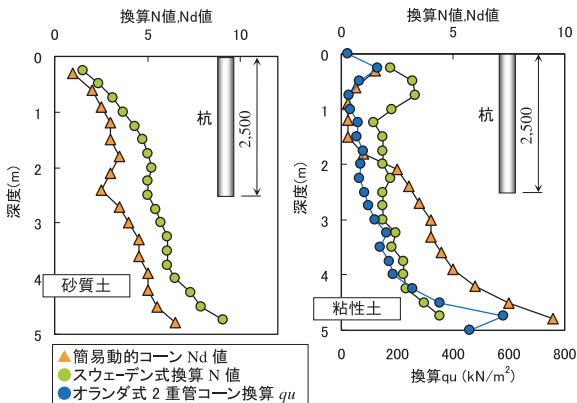 換算N値,Nd値
0
5
10
0
1
2
3
4
5
深度(m)
杭
2,500
砂質土
換算N値,Nd値
0
5
10
0
1
2
3
4
5
深度(m)
杭
2,500
粘性土
0
200
400
600
800
換算qu (kN/m²)
簡易動的コーン Nd 値
スウェーデン式換算 N 値
オランダ式 2 重管コーン換算 qu